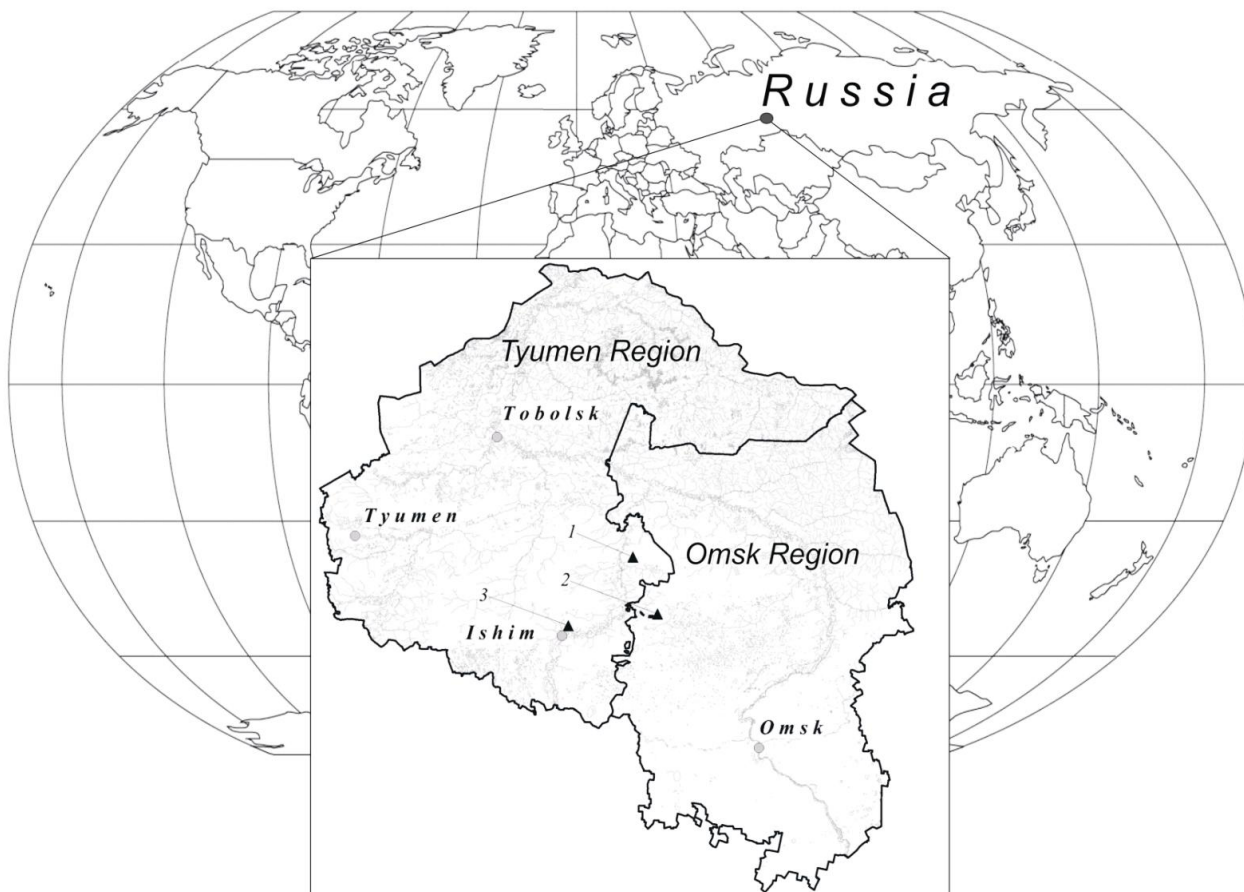 Russia
Tyumen Region
Tobolsk
Tyumen
1
Omsk Region
2
3
Ishim
Omsk